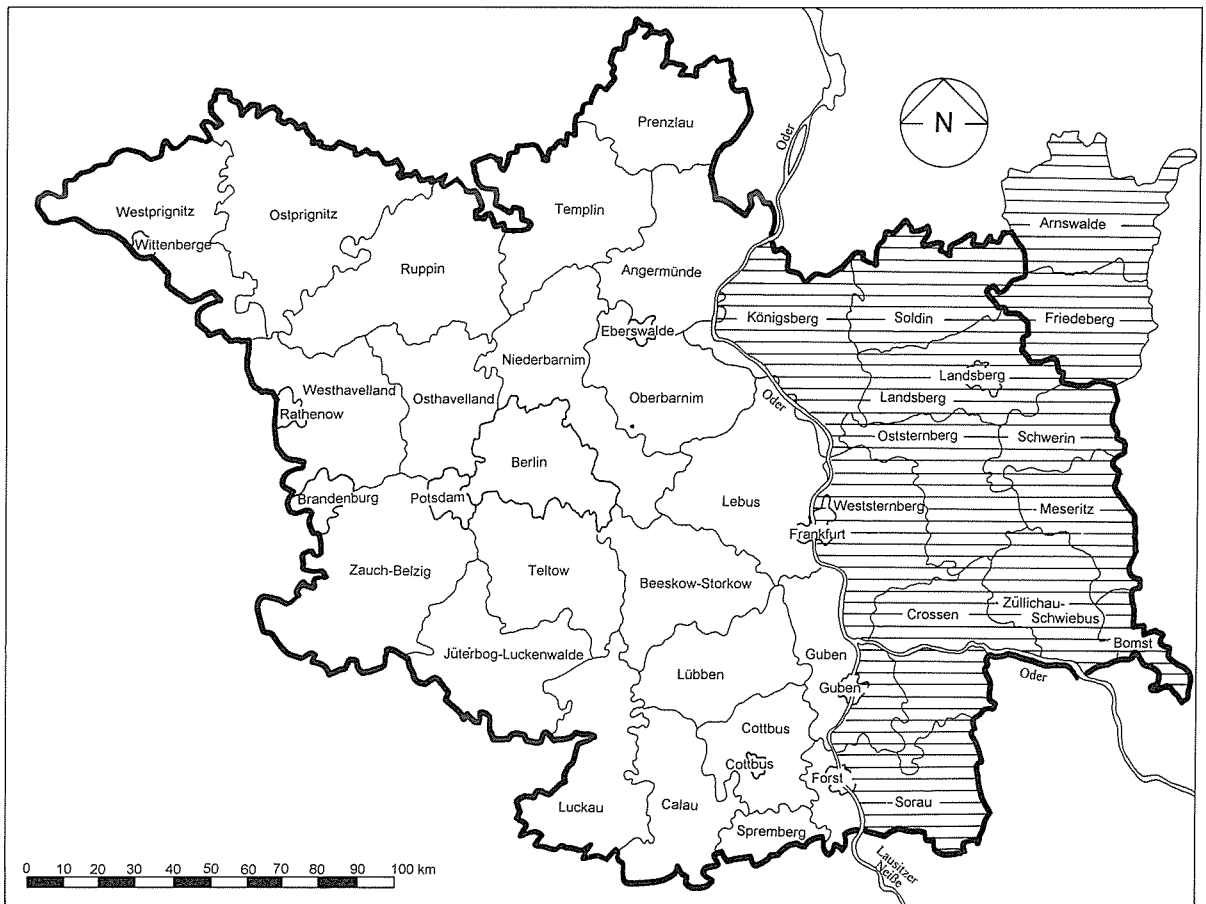 Prenzlau
Oder
N
Westprignitz
Ostprignitz
Templin
Arnswalde
Wittenberge
Ruppin
Angermünde
Königsberg
Soldin
Friedeberg
Eberswalde
Niederbarnim
Landsberg
Westhavelland
Osthavelland
Oberbarnim
Oder
Landsberg
Rathenow
Oststernberg
Schwerin
Berlin
Brandenburg
Potsdam
Lebus
Weststernberg
Meseritz
Frankfurt
Zauch-Belzig
Teltow
Beeskow-Storkow
Crossen
Züllichau-
Schwiebus
Bomst
Jüterbog-Luckenwalde
Lübben
Guben
Oder
Guben
Cottbus
Cottbus
Forst
Luckau
Calau
Sorau
Spremberg
Lausitzer
Neiße
0 10 20 30 40 50 60 70 80 90 100 km